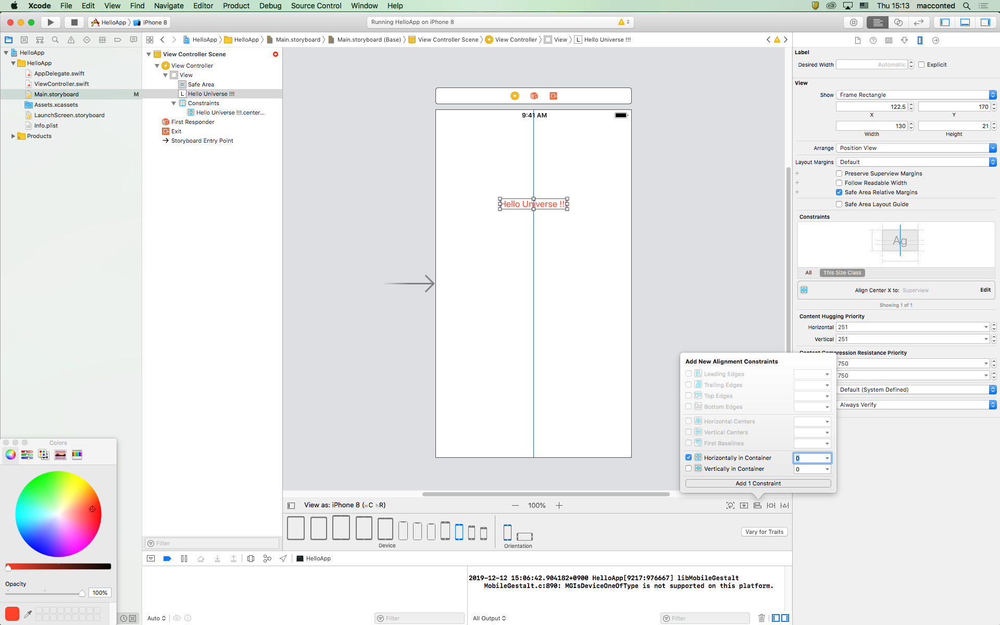 Xcode File Edit View Find Navigate Editor Product Debug Source Control Window Help Thu 15:13 macconted
HelloApp iPhone 8 Running HelloApp on iPhone 8 2
HelloApp HelloApp Main.storyboard Main.storyboard (Base) View Controller Scene View Controller View L Hello Universe !!!
HelloApp
HelloApp
AppDelegate.swift
ViewController.swift
Main.storyboard M
Assets.xcassets
LaunchScreen.storyboard
Info.plist
Products
View Controller Scene
View Controller
View
Safe Area
L Hello Universe !!!
Constraints
Hello Universe !!!.center...
First Responder
Exit
Storyboard Entry Point
Filter
9:41 AM
Hello Universe !!!
Label
Desired Width Automatic Explicit
View
Show Frame Rectangle
122.5 170
X Y
130 21
Width Height
Arrange Position View
Layout Margins Default
Preserve Superview Margins
Follow Readable Width
Safe Area Relative Margins
Safe Area Layout Guide
Constraints
Ag
All This Size Class
Align Center X to: Superview Edit
Showing 1 of 1
Content Hugging Priority
Horizontal 251
Vertical 251
Content Compression Resistance Priority
750
750
Default (System Defined)
Always Verify
Add New Alignment Constraints
Leading Edges
Trailing Edges
Top Edges
Bottom Edges
Horizontal Centers
Vertical Centers
First Baselines
Horizontally in Container 0
Vertically in Container 0
Add 1 Constraint
View as: iPhone 8 (wC hR) 100%
Device
Orientation
Vary for Traits
HelloApp
2019-12-12 15:06:42.904182+0900 HelloApp[9217:976667] libMobileGestalt
MobileGestalt.c:890: MGIsDeviceOneOfType is not supported on this platform.
Auto Filter All Output Filter
Colors
Opacity
100%